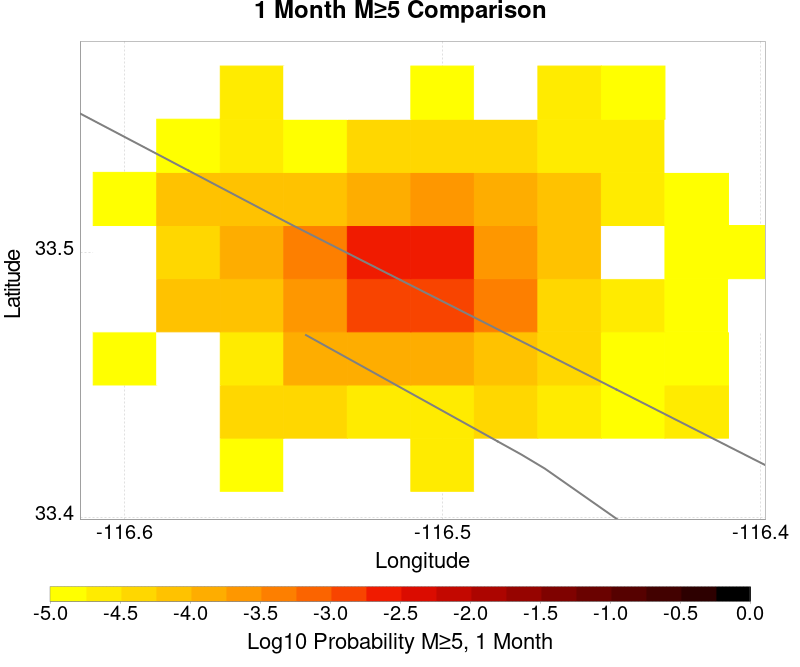 1 Month M≥5 Comparison
Latitude
33.5
33.4
-116.6 -116.5 -116.4
Longitude
-5.0 -4.5 -4.0 -3.5 -3.0 -2.5 -2.0 -1.5 -1.0 -0.5 0.0
Log10 Probability M≥5, 1 Month